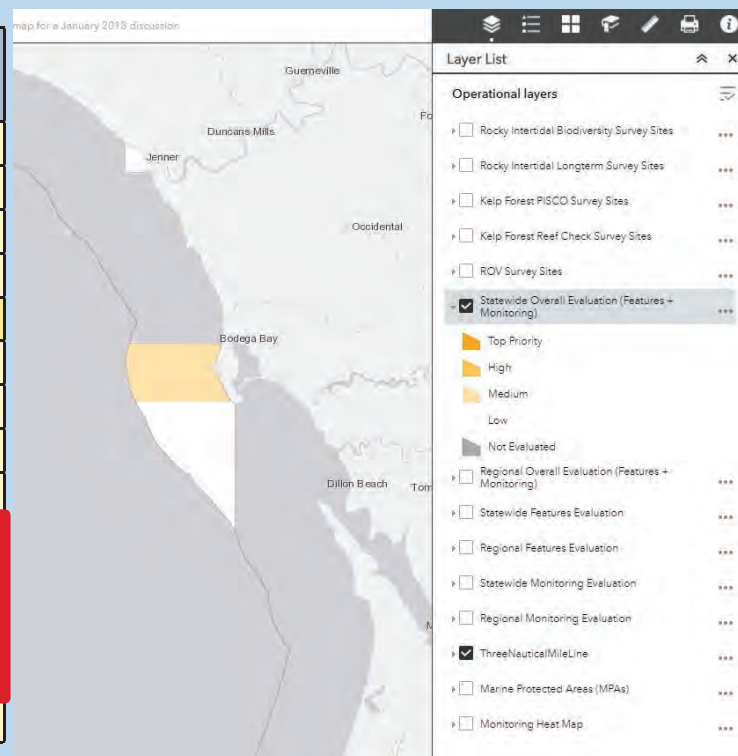 map for a January 2018 discussion
Guerneville
Fo
Duncans Mills
Jenner
Occidental
Bodega Bay
Dillon Beach
Tom
Layer List
Operational layers
Rocky Intertidal Biodiversity Survey Sites
Rocky Intertidal Longterm Survey Sites
Kelp Forest PISCO Survey Sites
Kelp Forest Reef Check Survey Sites
ROV Survey Sites
Statewide Overall Evaluation (Features +
Monitoring)
Top Priority
High
Medium
Low
Not Evaluated
Regional Overall Evaluation (Features +
Monitoring)
Statewide Features Evaluation
Regional Features Evaluation
Statewide Monitoring Evaluation
Regional Monitoring Evaluation
ThreeNauticalMileLine
Marine Protected Areas (MPAs)
Monitoring Heat Map